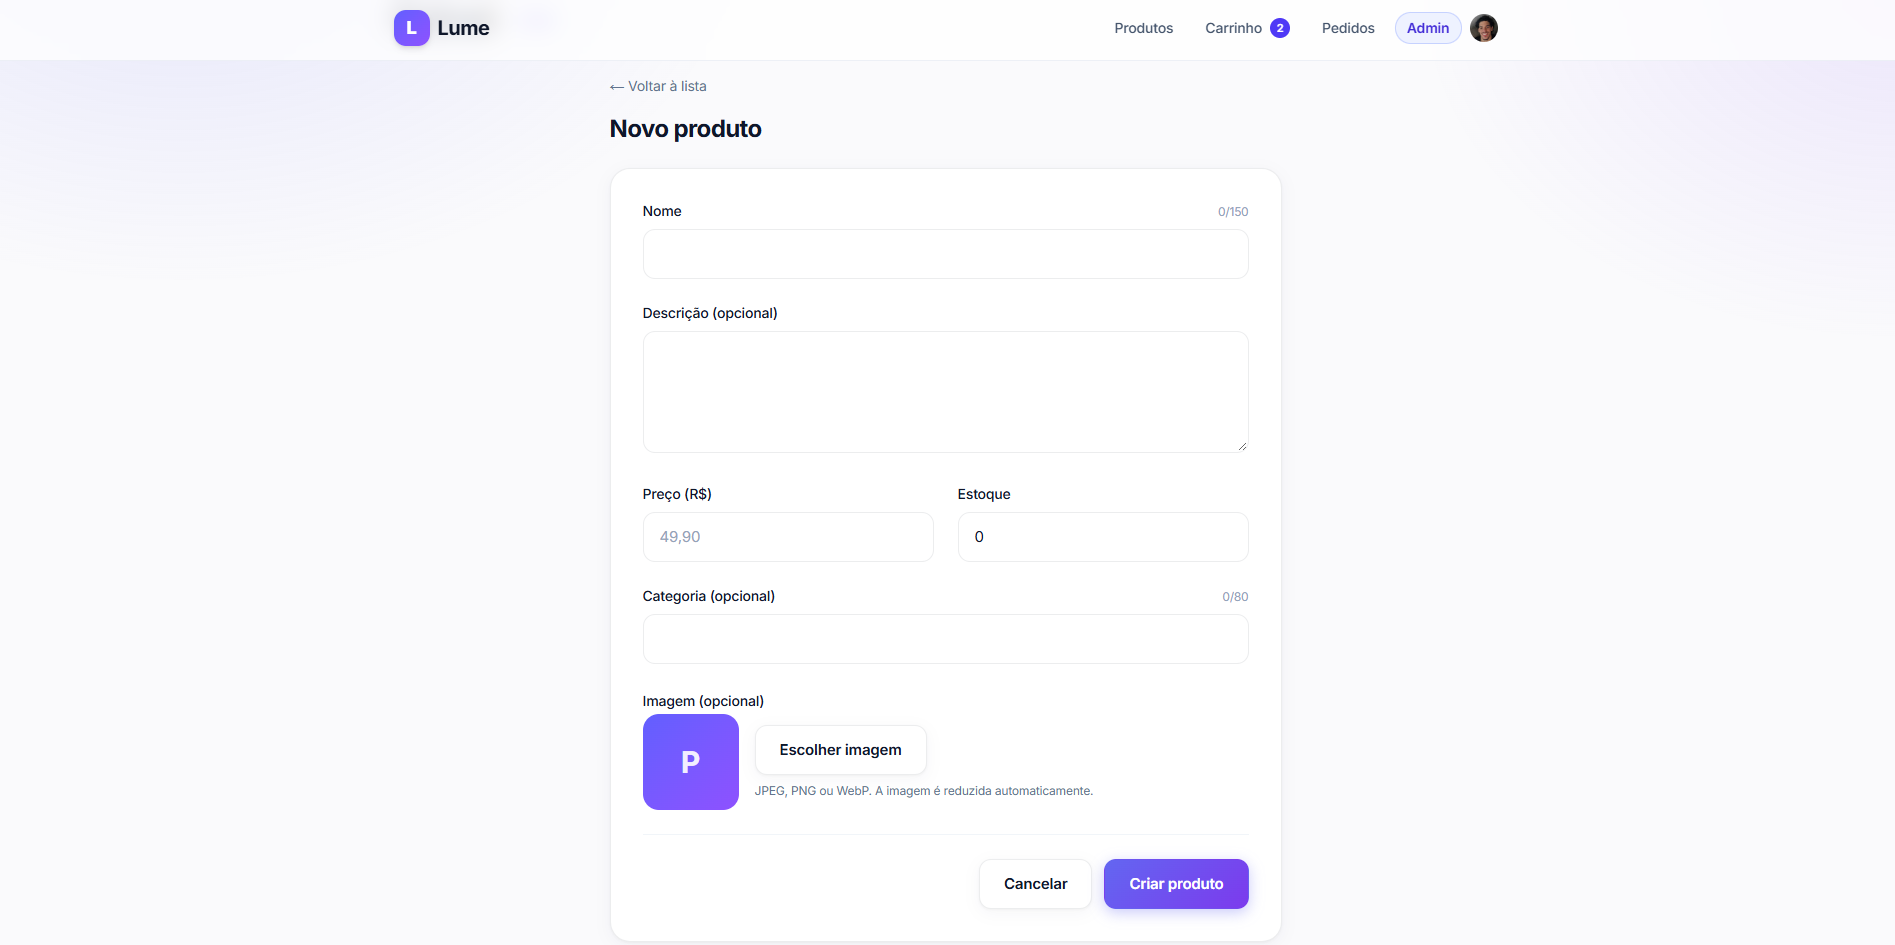 L Lume
Produtos Carrinho 2 Pedidos Admin
← Voltar à lista
Novo produto
Nome 0/150
Descrição (opcional)
Preço (R$) Estoque
49,90 0
Categoria (opcional) 0/80
Imagem (opcional)
P
Escolher imagem
JPEG, PNG ou WebP. A imagem é reduzida automaticamente.
Cancelar Criar produto